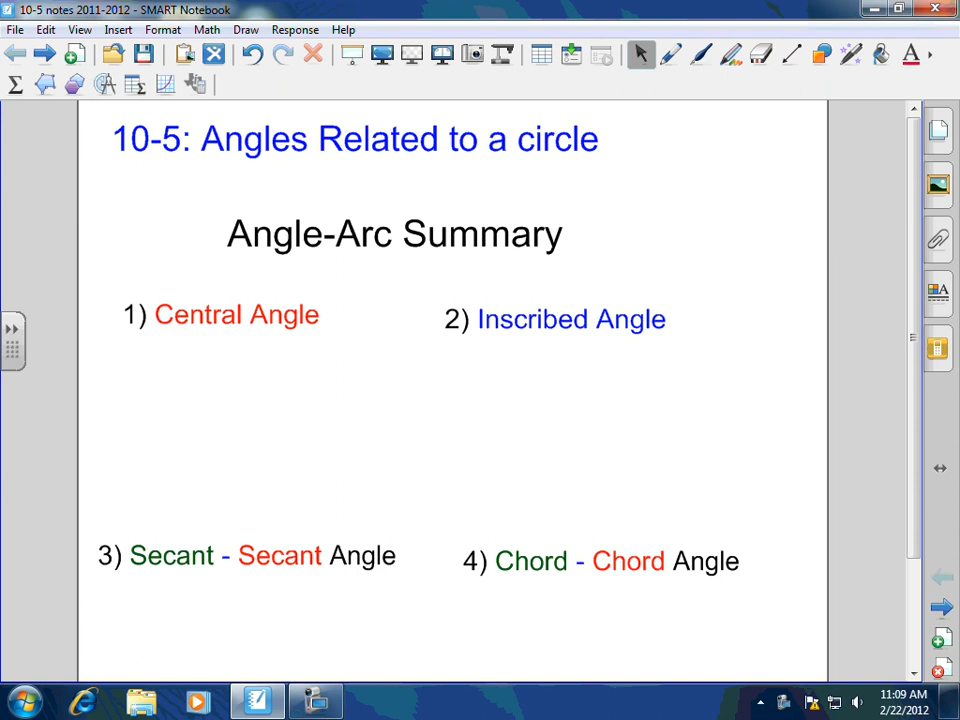 10-5 notes 2011-2012 - SMART Notebook
File Edit View Insert Format Math Draw Response Help
10-5: Angles Related to a circle
Angle-Arc Summary
1) Central Angle
2) Inscribed Angle
3) Secant - Secant Angle
4) Chord - Chord Angle
11:09 AM
2/22/2012